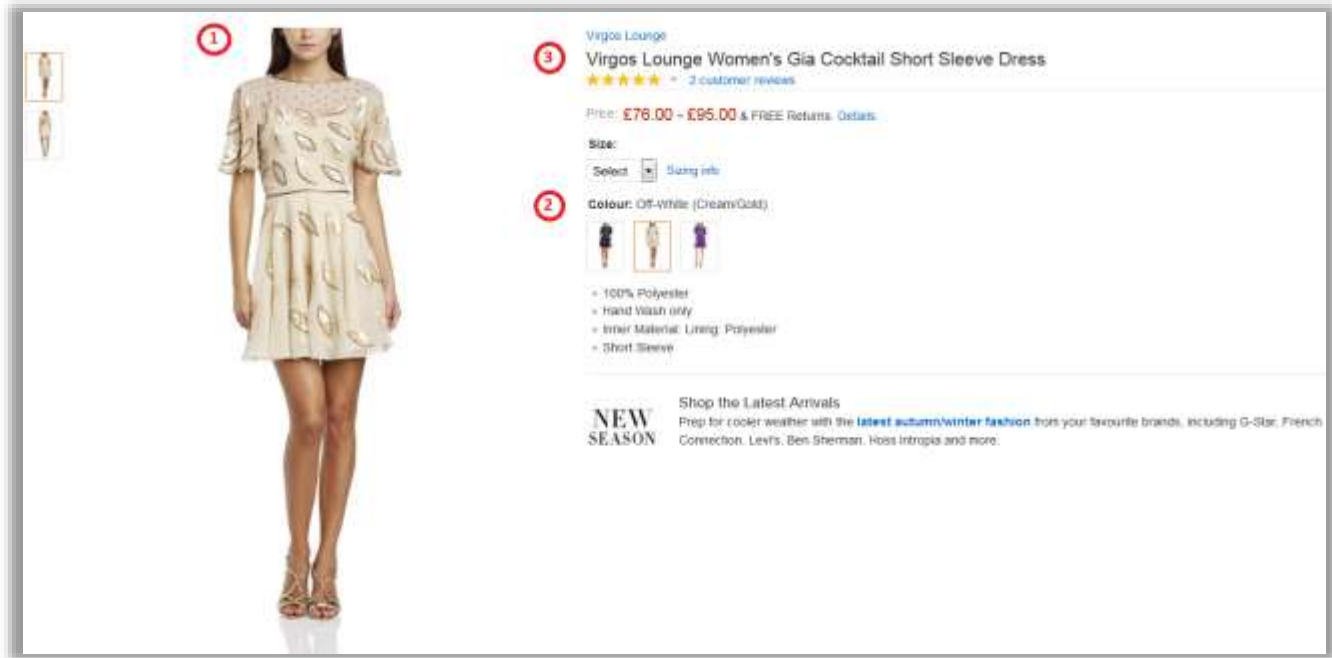 1
Virgos Lounge
3
Virgos Lounge Women's Gia Cocktail Short Sleeve Dress
2 customer reviews
Price: £76.00 - £95.00 & FREE Returns. Details
Size:
Select
Sizing info
2
Colour: Off-White (Cream/Gold)
100% Polyester
Hand Wash only
Inner Material: Lining: Polyester
Short Sleeve
NEW
SEASON
Shop the Latest Arrivals
Prep for cooler weather with the latest autumn/winter fashion from your favourite brands, including G-Star, French
Connection, Levi's, Ben Sherman, Hoss Intropia and more.